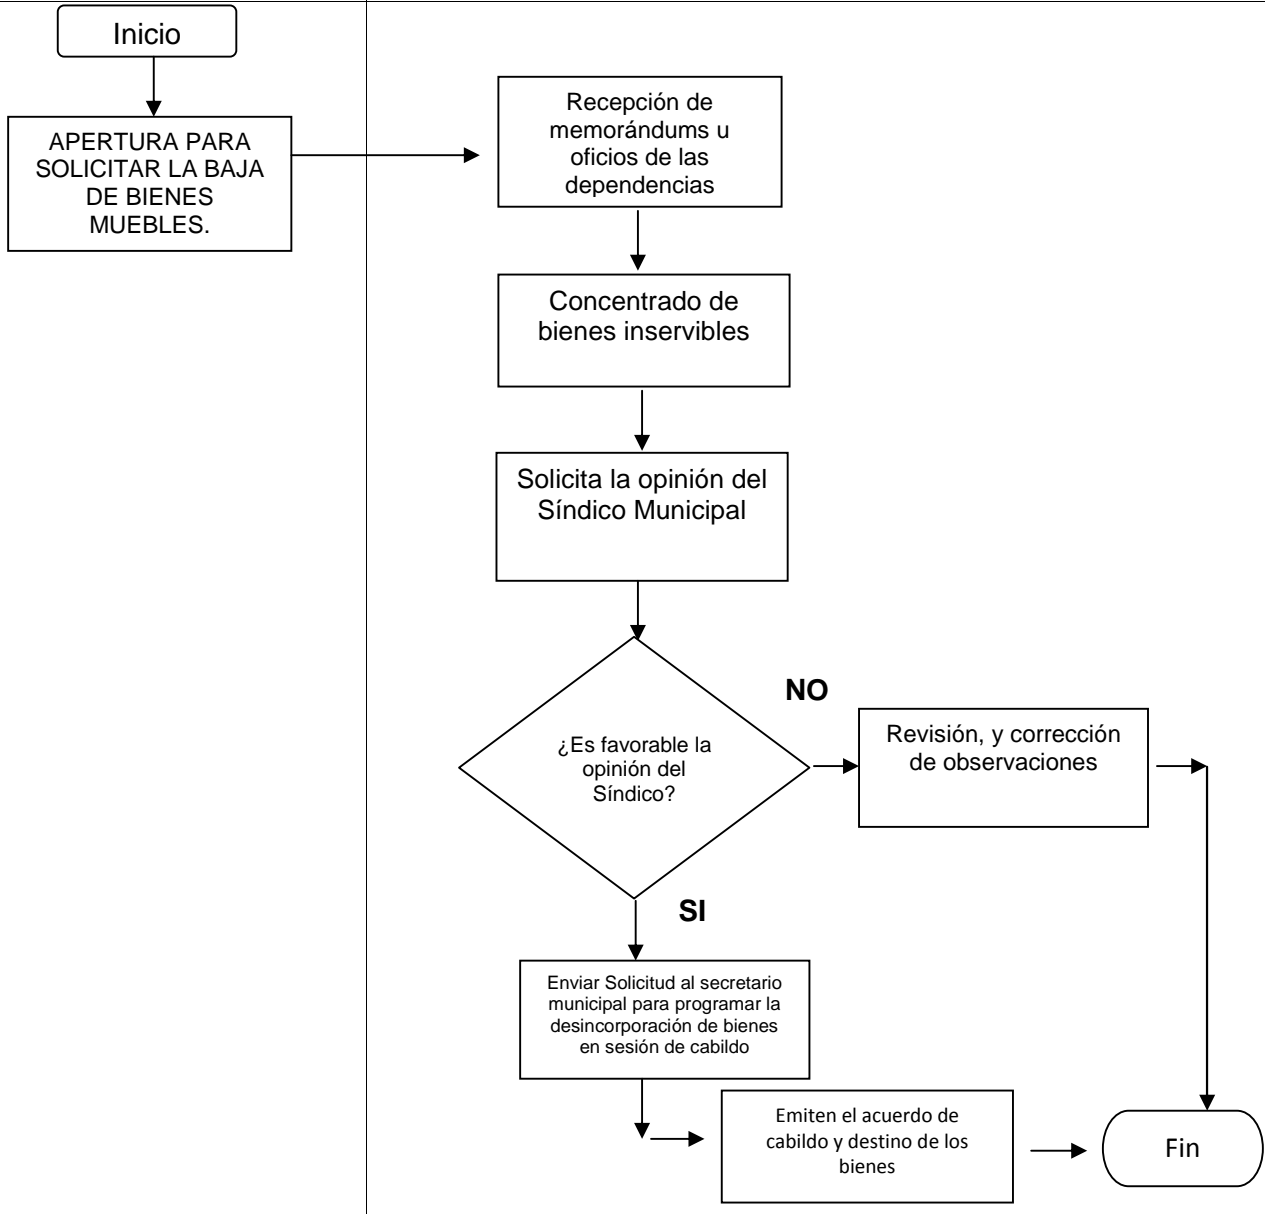 Inicio
APERTURA PARA
SOLICITAR LA BAJA
DE BIENES
MUEBLES.
Recepción de
memorándums u
oficios de las
dependencias
Concentrado de
bienes inservibles
Solicita la opinión del
Síndico Municipal
¿Es favorable la
opinión del
Síndico?
NO
Revisión, y corrección
de observaciones
SI
Enviar Solicitud al secretario
municipal para programar la
desincorporación de bienes
en sesión de cabildo
Emiten el acuerdo de
cabildo y destino de los
bienes
Fin